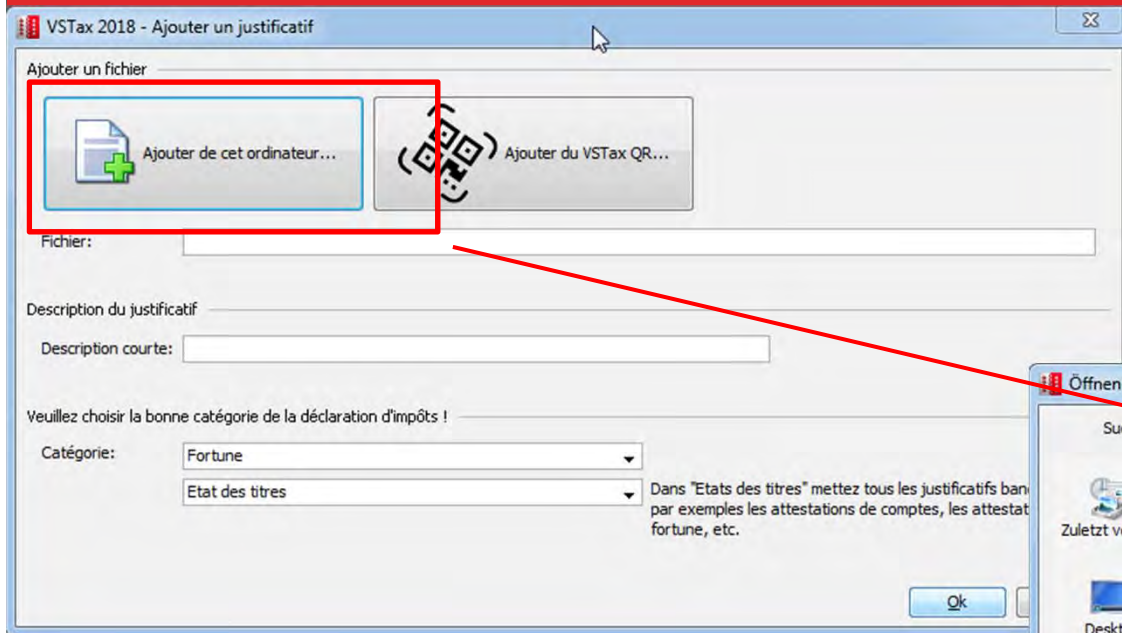 VSTax 2018 - Ajouter un justificatif
Ajouter un fichier
Ajouter de cet ordinateur...
Ajouter du VSTax QR...
Fichier:
Description du justificatif
Description courte:
Öffnen
Veuillez choisir la bonne catégorie de la déclaration d'impôts !
Catégorie:
Fortune
Etat des titres
Dans "Etats des titres" mettez tous les justificatifs
par exemples les attestations de comptes, les
fortune, etc.
Zuletzt
Ok